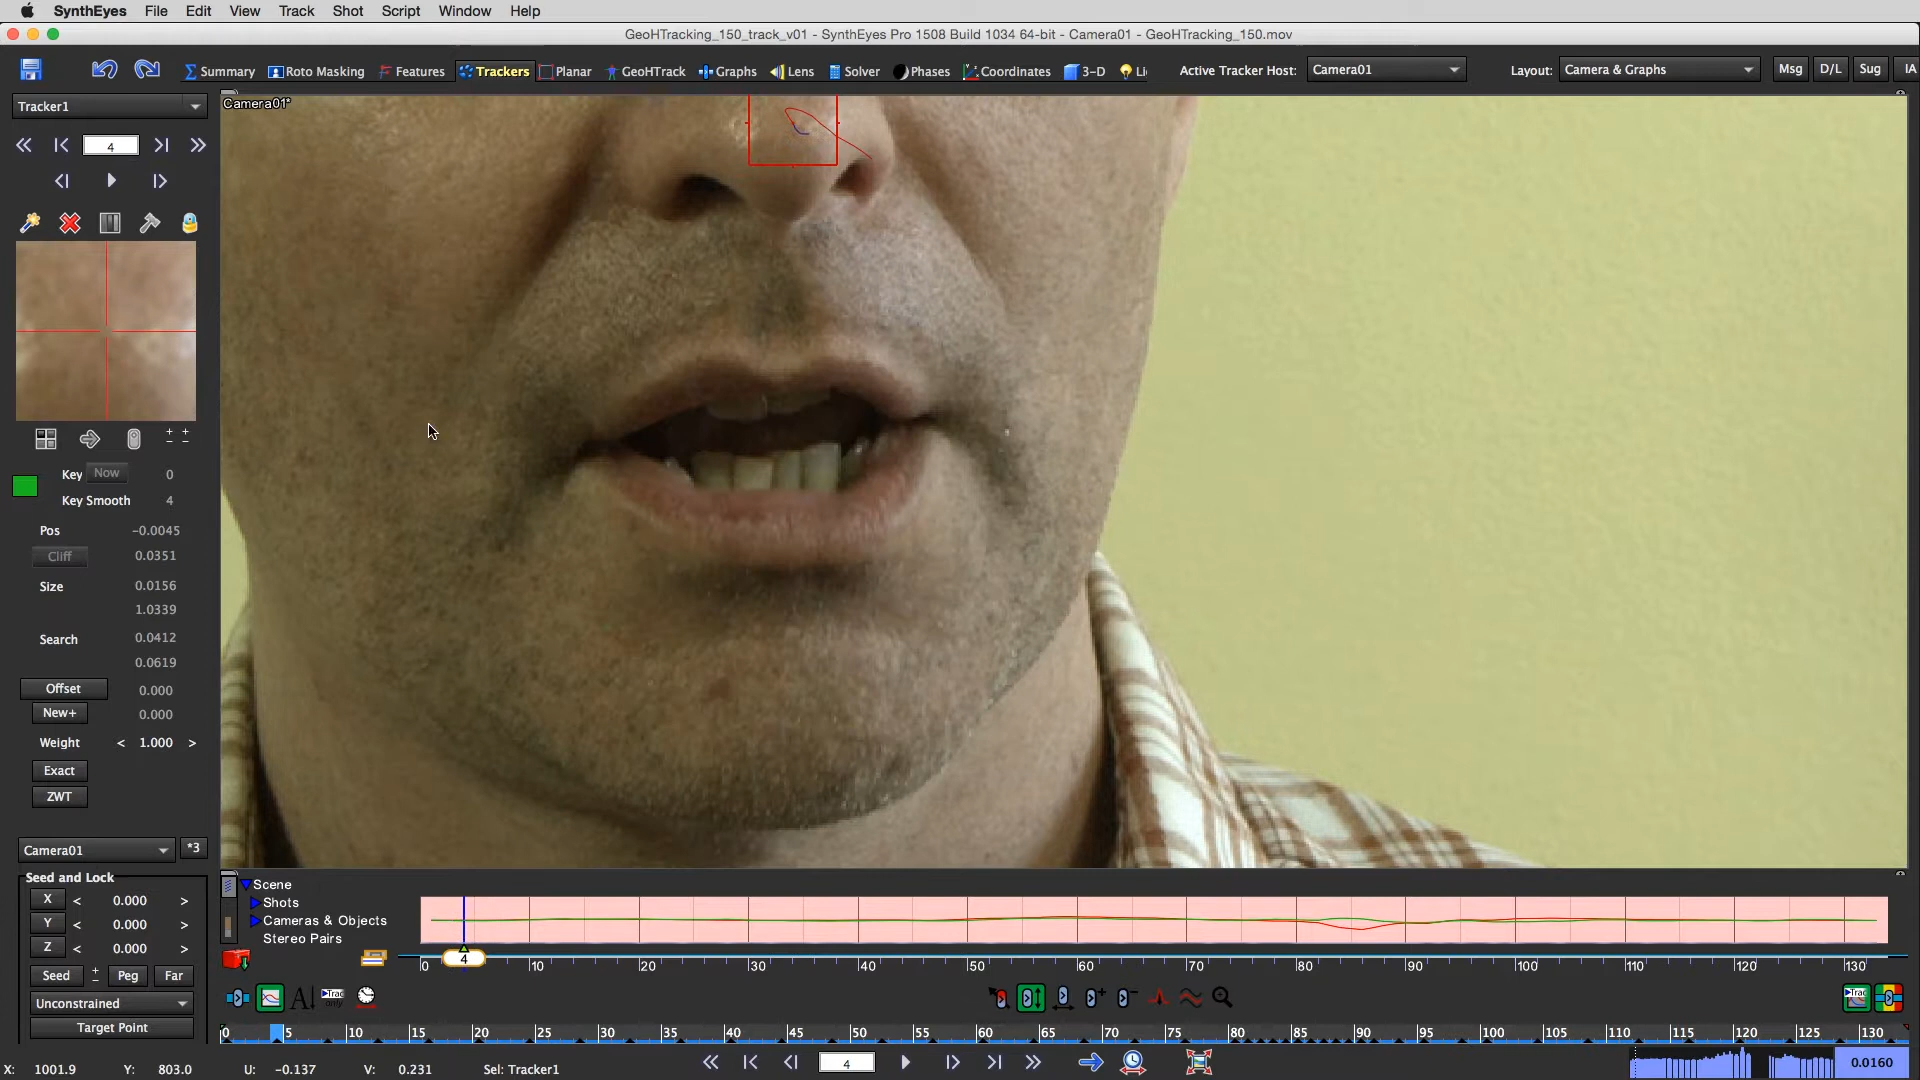 SynthEyes File Edit View Track Shot Script Window Help
GeoHTracking_150_track_v01 - SynthEyes Pro 1508 Build 1034 64-bit - Camera01 - GeoHTracking_150.mov
Summary Roto Masking Features Trackers Planar GeoHTrack Graphs Lens Solver Phases Coordinates 3-D Li Active Tracker Host: Camera01 Layout: Camera & Graphs Msg D/L Sug IA
Tracker1
Camera01*
4
Key Now 0
Key Smooth 4
Pos -0.0045
Cliff 0.0351
Size 0.0156
1.0339
Search 0.0412
0.0619
Offset 0.000
New+ 0.000
Weight < 1.000 >
Exact
ZWT
Camera01 *3
Seed and Lock
X < 0.000 >
Y < 0.000 >
Z < 0.000 >
Seed Peg Far
Unconstrained
Target Point
Scene
Shots
Cameras & Objects
Stereo Pairs
4
0 10 20 30 40 50 60 70 80 90 100 110 120 130
0 5 10 15 20 25 30 35 40 45 50 55 60 65 70 75 80 85 90 95 100 105 110 115 120 125 130
4
X: 1001.9 Y: 803.0 U: -0.137 V: 0.231 Sel: Tracker1 0.0160